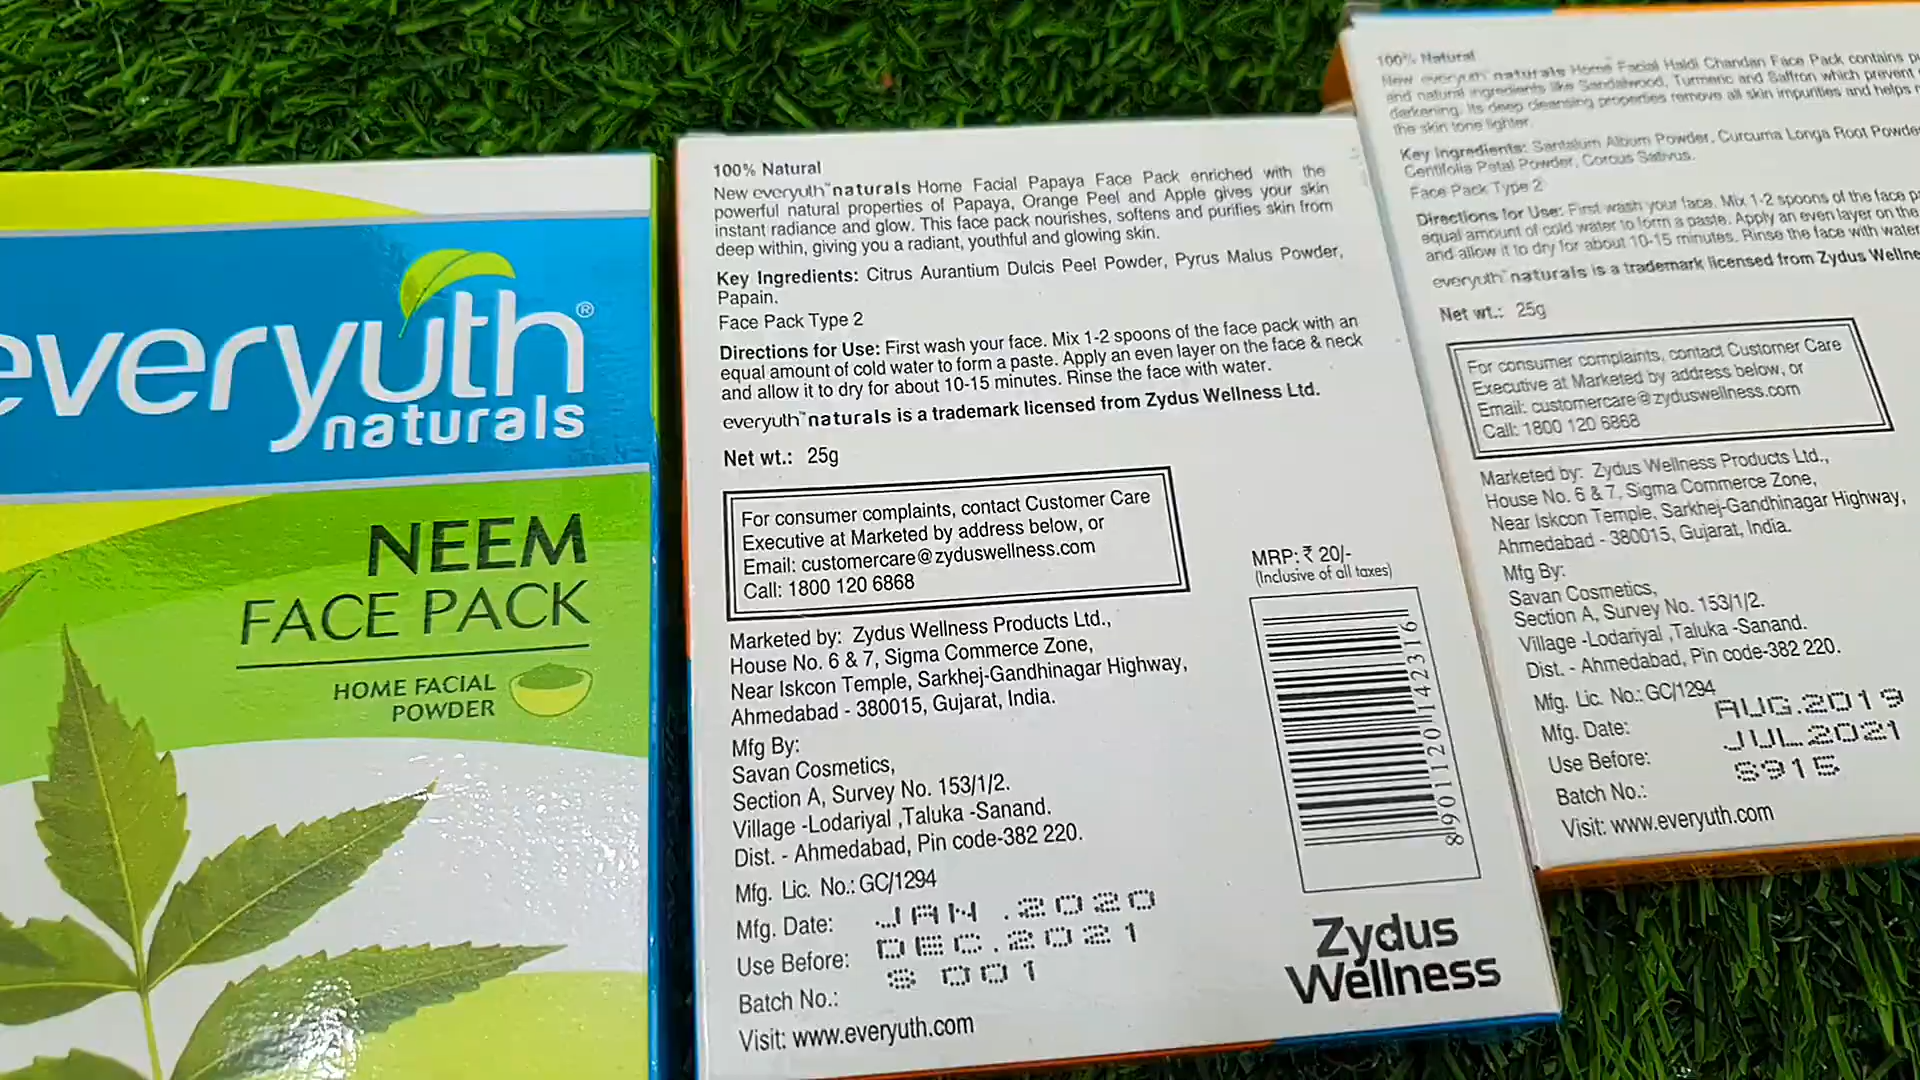 everyuth®
naturals
NEEM
FACE PACK
HOME FACIAL
POWDER
100% Natural
New everyuth™naturals Home Facial Papaya Face Pack enriched with the
powerful natural properties of Papaya, Orange Peel and Apple gives your skin
instant radiance and glow. This face pack nourishes, softens and purifies skin from
deep within, giving you a radiant, youthful and glowing skin.
Key Ingredients: Citrus Aurantium Dulcis Peel Powder, Pyrus Malus Powder,
Papain.
Face Pack Type 2
Directions for Use: First wash your face. Mix 1-2 spoons of the face pack with an
equal amount of cold water to form a paste. Apply an even layer on the face & neck
and allow it to dry for about 10-15 minutes. Rinse the face with water.
everyuth™naturals is a trademark licensed from Zydus Wellness Ltd.
Net wt.: 25g
For consumer complaints, contact Customer Care
Executive at Marketed by address below, or
Email: customercare@zyduswellness.com
Call: 1800 120 6868
Marketed by: Zydus Wellness Products Ltd.,
House No. 6 & 7, Sigma Commerce Zone,
Near Iskcon Temple, Sarkhej-Gandhinagar Highway,
Ahmedabad - 380015, Gujarat, India.
Mfg By:
Savan Cosmetics,
Section A, Survey No. 153/1/2.
Village -Lodariyal ,Taluka -Sanand.
Dist. - Ahmedabad, Pin code-382 220.
Mfg. Lic. No.: GC/1294
Mfg. Date: JAN .2020
Use Before: DEC.2021
Batch No.: S 001
Visit: www.everyuth.com
MRP: ₹ 20/-
(Inclusive of all taxes)
8901120142316
Zydus
Wellness
100% Natural
New everyuth™naturals Home Facial Haldi Chandan Face Pack contains
and natural ingredients like Sandalwood, Turmeric and Saffron which prevent
darkening. Its deep cleansing properties remove all skin impurities and helps
the skin tone lighter.
Key Ingredients: Santalum Album Powder, Curcuma Longa Root
Centifolia Petal Powder, Corous Sativus.
Face Pack Type 2
Directions for Use: First wash your face. Mix 1-2 spoons of the face
equal amount of cold water to form a paste. Apply an even layer on the
and allow it to dry for about 10-15 minutes. Rinse the face with water
everyuth™naturals is a trademark licensed from Zydus
Net wt.: 25g
For consumer complaints, contact Customer Care
Executive at Marketed by address below, or
Email: customercare@zyduswellness.com
Call: 1800 120 6868
Marketed by: Zydus Wellness Products Ltd.,
House No. 6 & 7, Sigma Commerce Zone,
Near Iskcon Temple, Sarkhej-Gandhinagar Highway,
Ahmedabad - 380015, Gujarat, India.
Mfg By:
Savan Cosmetics,
Section A, Survey No. 153/1/2.
Village -Lodariyal ,Taluka -Sanand.
Dist. - Ahmedabad, Pin code-382 220.
Mfg. Lic. No.: GC/1294
Mfg. Date: AUG.2019
Use Before: JUL.2021
Batch No.: S915
Visit: www.everyuth.com